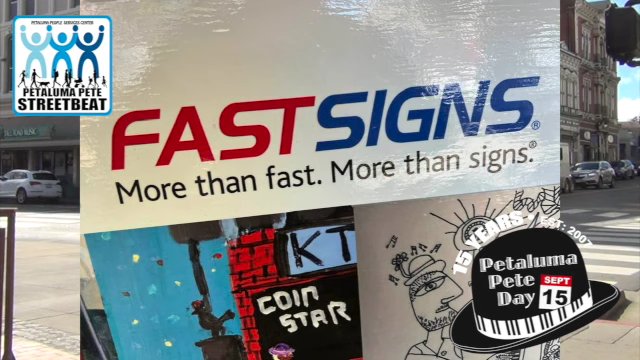 PETALUMA PEOPLE SERVICES CENTER
PETALUMA PETE
STREETBEAT
FASTSIGNS®
More than fast. More than signs.®
KT
COIN
STAR
15 YEARS
EST: 2007
Petaluma
Pete
Day
SEPT
15